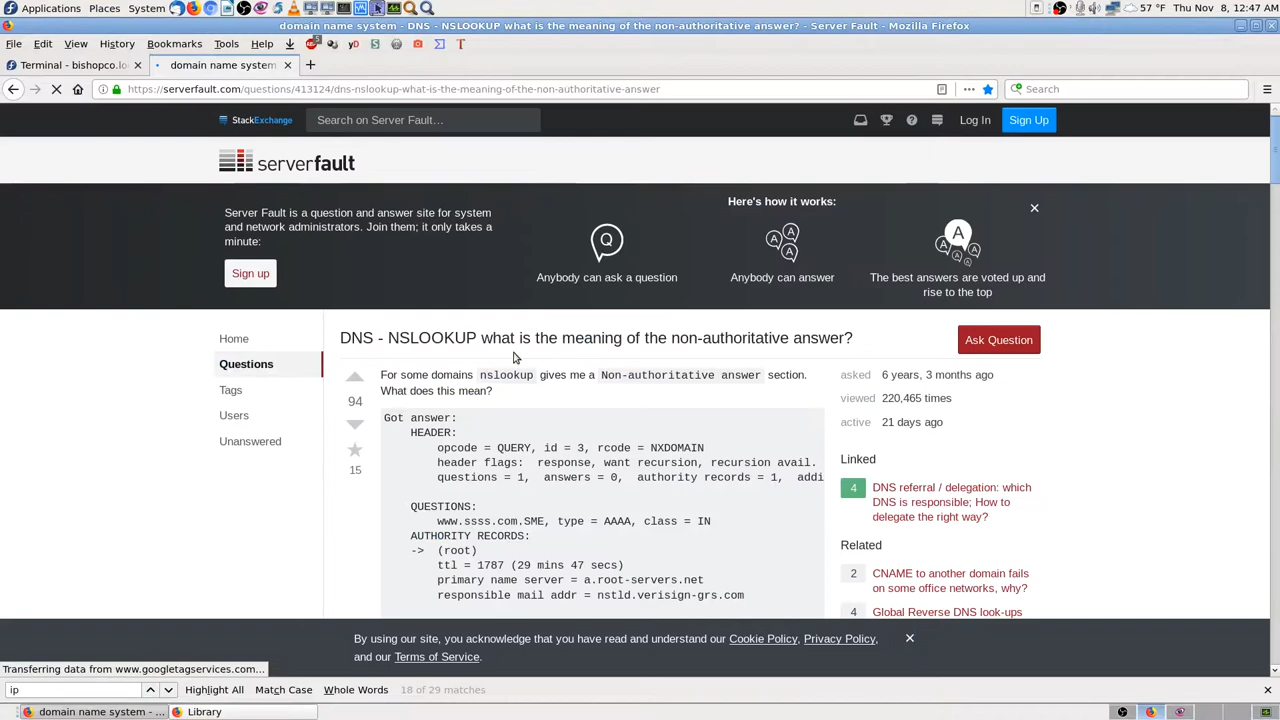 Applications Places System 57 °F Thu Nov 8, 12:47 AM
domain name system - DNS - NSLOOKUP what is the meaning of the non-authoritative answer? - Server Fault - Mozilla Firefox
File Edit View History Bookmarks Tools Help
Terminal - bishopco.lo
domain name system
https://serverfault.com/questions/413124/dns-nslookup-what-is-the-meaning-of-the-non-authoritative-answer
Search
StackExchange
Search on Server Fault…
Log In
Sign Up
serverfault
Server Fault is a question and answer site for system
and network administrators. Join them; it only takes a
minute:
Sign up
Here's how it works:
Q
Anybody can ask a question
A
A
A
Anybody can answer
A
A
A
A
The best answers are voted up and
rise to the top
Home
Questions
Tags
Users
Unanswered
DNS - NSLOOKUP what is the meaning of the non-authoritative answer?
Ask Question
94
15
For some domains nslookup gives me a Non-authoritative answer section.
What does this mean?
Got answer:
HEADER:
opcode = QUERY, id = 3, rcode = NXDOMAIN
header flags: response, want recursion, recursion avail.
questions = 1, answers = 0, authority records = 1, addi
QUESTIONS:
www.ssss.com.SME, type = AAAA, class = IN
AUTHORITY RECORDS:
-> (root)
ttl = 1787 (29 mins 47 secs)
primary name server = a.root-servers.net
responsible mail addr = nstld.verisign-grs.com
asked 6 years, 3 months ago
viewed 220,465 times
active 21 days ago
Linked
4 DNS referral / delegation: which
DNS is responsible; How to
delegate the right way?
Related
2 CNAME to another domain fails
on some office networks, why?
4 Global Reverse DNS look-ups
By using our site, you acknowledge that you have read and understand our Cookie Policy, Privacy Policy,
and our Terms of Service.
Transferring data from www.googletagservices.com...
ip Highlight All Match Case Whole Words 18 of 29 matches
domain name system - ...
Library